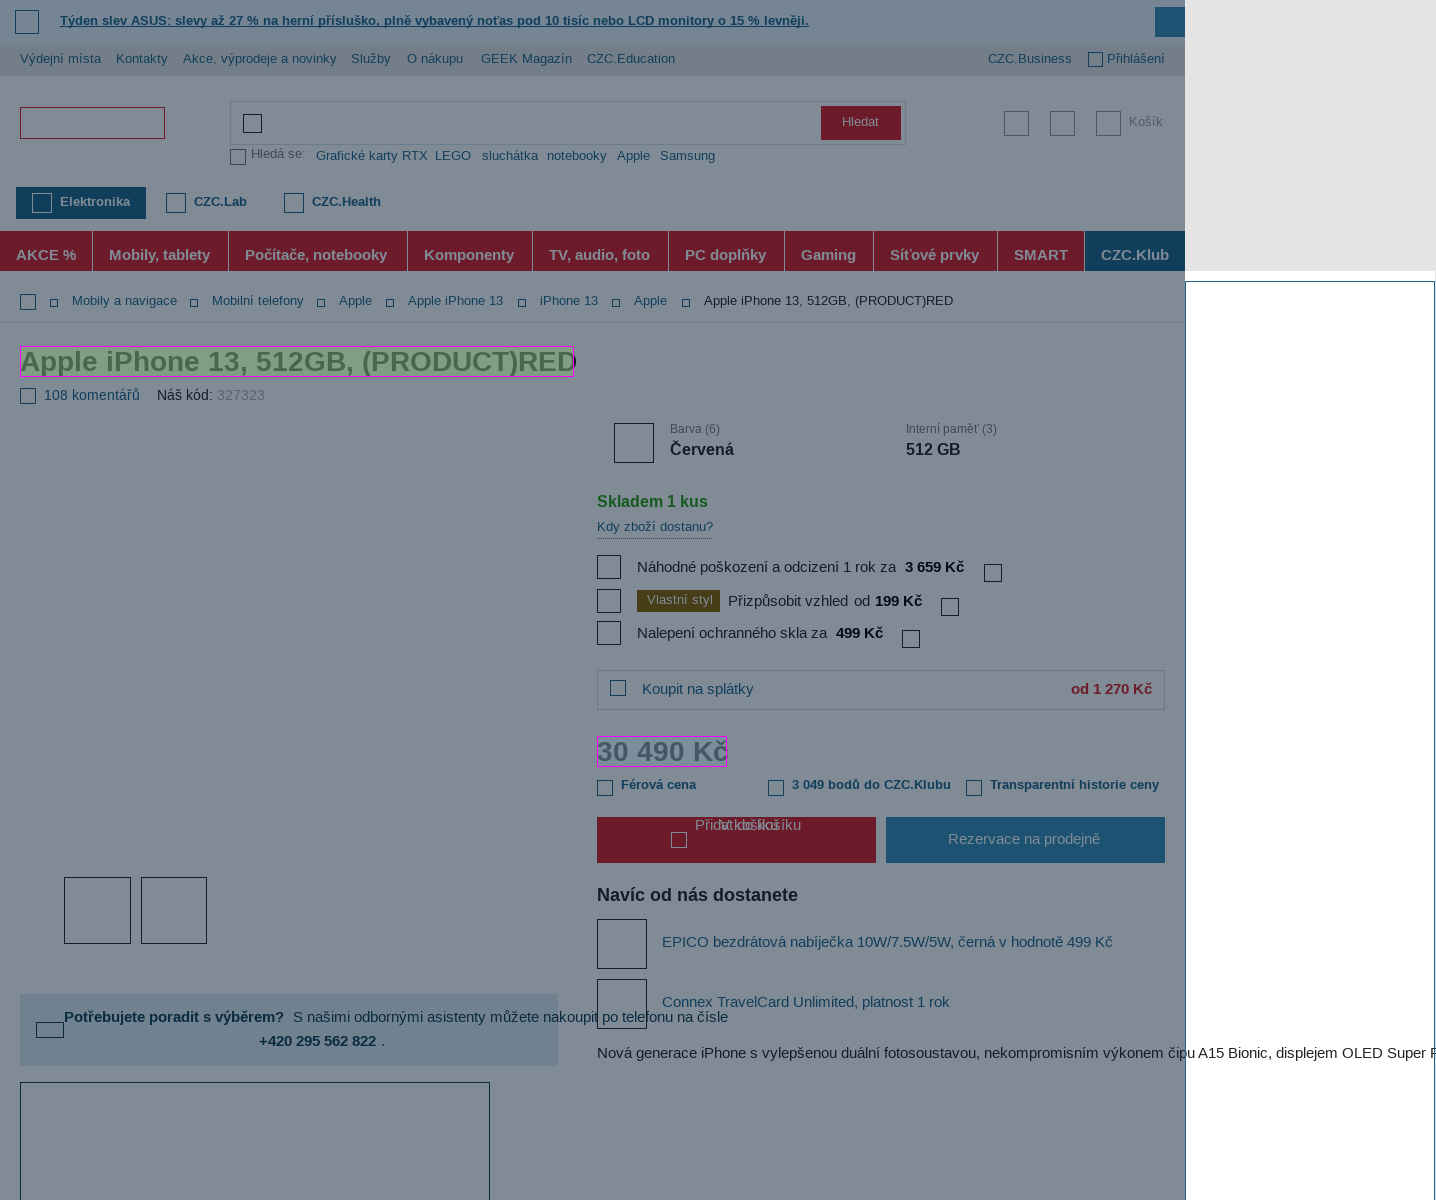 Týden slev ASUS: slevy až 27 % na herní přísluško, plně vybavený noťas pod 10 tisíc nebo LCD monitory o 15 % levněji.
Výdejní místa Kontakty Akce, výprodeje a novinky Služby O nákupu GEEK Magazín CZC.Education CZC.Business Přihlášení
Hledat Košík
Hledá se: Grafické karty RTX LEGO sluchátka notebooky Apple Samsung
Elektronika CZC.Lab CZC.Health
AKCE % Mobily, tablety Počítače, notebooky Komponenty TV, audio, foto PC doplňky Gaming Síťové prvky SMART CZC.Klub
Mobily a navigace Mobilní telefony Apple Apple iPhone 13 iPhone 13 Apple Apple iPhone 13, 512GB, (PRODUCT)RED
Apple iPhone 13, 512GB, (PRODUCT)RED
108 komentářů Náš kód: 327323
Barva (6) Interní paměť (3)
Červená 512 GB
Skladem 1 kus
Kdy zboží dostanu?
Náhodné poškození a odcizení 1 rok za 3 659 Kč
Vlastní styl Přizpůsobit vzhled od 199 Kč
Nalepení ochranného skla za 499 Kč
Koupit na splátky od 1 270 Kč
30 490 Kč
Férová cena 3 049 bodů do CZC.Klubu Transparentní historie ceny
Přidat do košíku V košíku
Rezervace na prodejně
Navíc od nás dostanete
EPICO bezdrátová nabíječka 10W/7.5W/5W, černá v hodnotě 499 Kč
Connex TravelCard Unlimited, platnost 1 rok
Potřebujete poradit s výběrem? S našimi odbornými asistenty můžete nakoupit po telefonu na čísle
+420 295 562 822 .
Nová generace iPhone s vylepšenou duální fotosoustavou, nekompromisním výkonem čipu A15 Bionic, displejem OLED Super